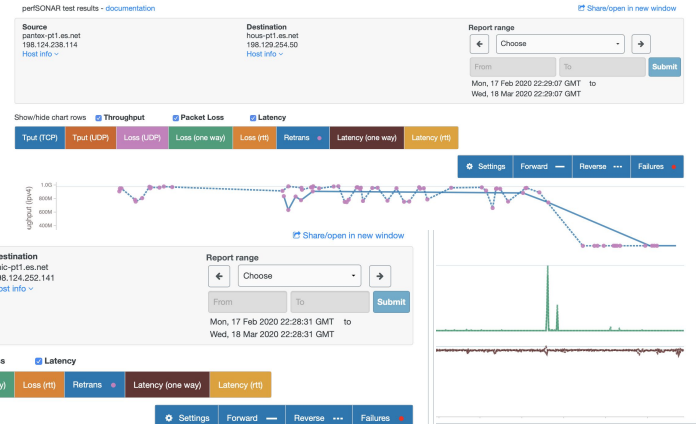 perfSONAR test results - documentation
Share/open in new window
Source
pantex-pt1.es.net
198.124.238.114
Host info
Destination
hous-pt1.es.net
198.129.254.50
Host info
Report range
Choose
From To Submit
Mon, 17 Feb 2020 22:29:07 GMT to
Wed, 18 Mar 2020 22:29:07 GMT
Show/hide chart rows Throughput Packet Loss Latency
Tput (TCP) Tput (UDP) Loss (UDP) Loss (one way) Loss (rtt) Retrans Latency (one way) Latency (rtt)
Settings Forward Reverse Failures
ughput (ipv4)
1.0G
800M
600M
400M
Share/open in new window
estination
ic-pt1.es.net
98.124.252.141
ost info
Report range
Choose
From To Submit
Mon, 17 Feb 2020 22:28:31 GMT to
Wed, 18 Mar 2020 22:28:31 GMT
s Latency
y) Loss (rtt) Retrans Latency (one way) Latency (rtt)
Settings Forward Reverse Failures